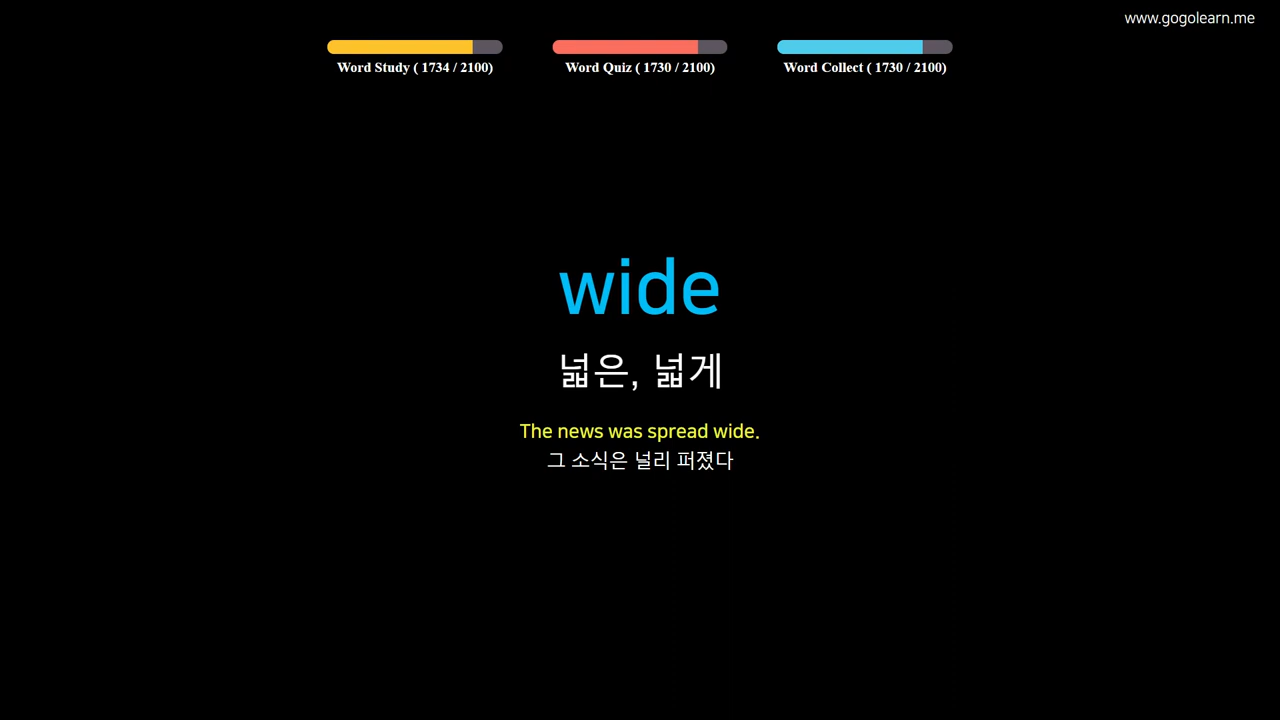 www.gogolearn.me
Word Study ( 1734 / 2100)
Word Quiz ( 1730 / 2100)
Word Collect ( 1730 / 2100)
wide
넓은, 넓게
The news was spread wide.
그 소식은 널리 퍼졌다